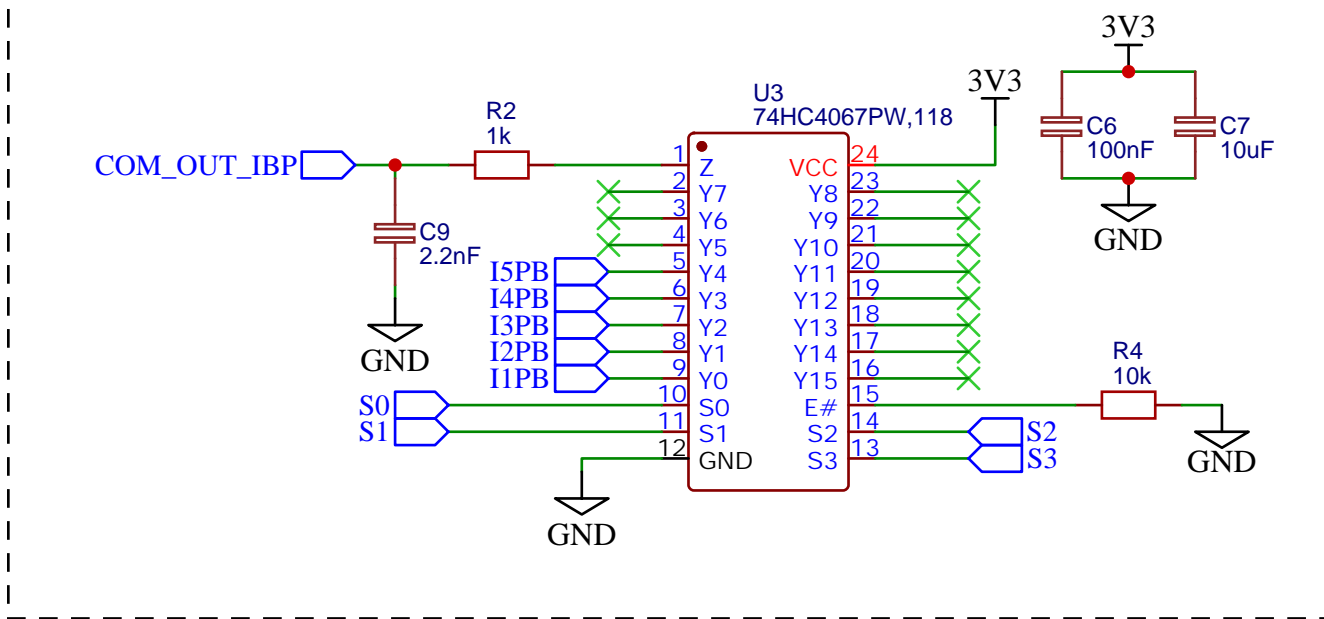 3V3
C6
100nF
C7
10uF
GND
3V3
U3
74HC4067PW,118
R2
1k
COM_OUT_IBP
C9
2.2nF
GND
1 Z VCC 24
2 Y7 Y8 23
3 Y6 Y9 22
4 Y5 Y10 21
I5PB 5 Y4 Y11 20
I4PB 6 Y3 Y12 19
I3PB 7 Y2 Y13 18
I2PB 8 Y1 Y14 17
I1PB 9 Y0 Y15 16
S0 10 S0 E# 15
S1 11 S1 S2 14 S2
12 GND S3 13 S3
GND
R4
10k
GND